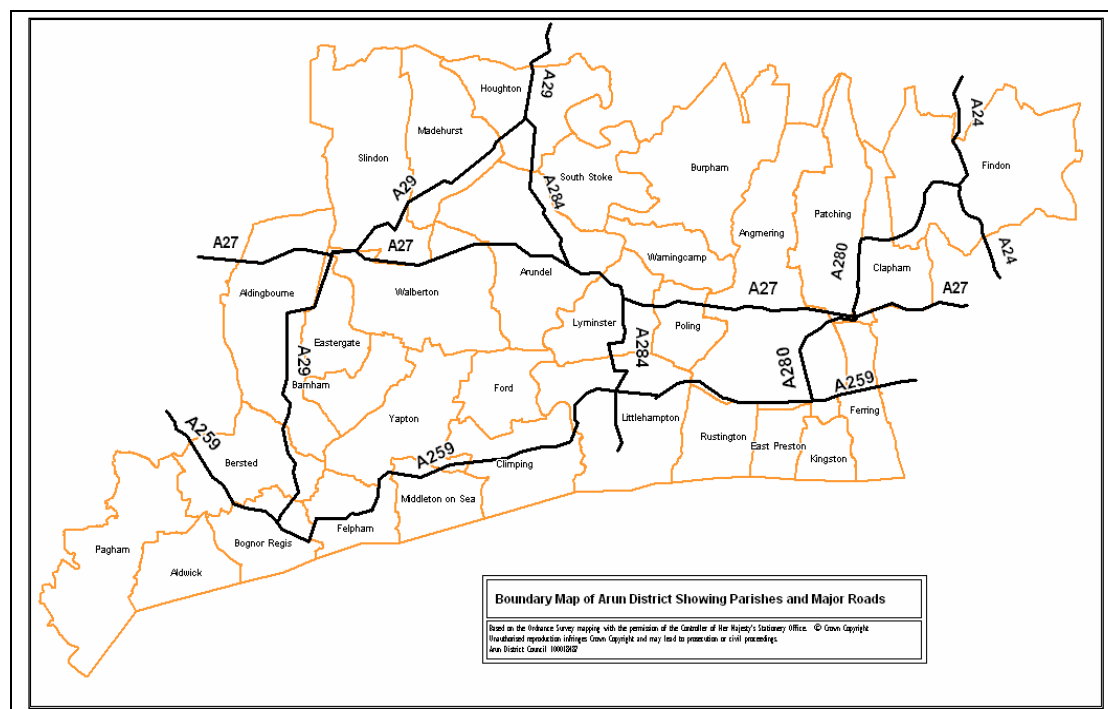 Houghton
A29
A24
Madehurst
Slindon
South Stoke
Burpham
Findon
A29
A284
Patching
Angmering
A27
A27
A280
A24
Warningcamp
Clapham
Arundel
Aldingbourne
Walberton
A27
A27
Lyminster
Poling
Eastergate
A29
A284
A280
A259
Barnham
Ford
Ferring
Yapton
Littlehampton
A259
Rustington
East Preston
Kingston
A259
Bersted
Climping
Middleton on Sea
Felpham
Bognor Regis
Pagham
Aldwick
Boundary Map of Arun District Showing Parishes and Major Roads
Based on the Ordnance Survey mapping with the permission of the Controller of Her Majesty's Stationery Office. © Crown Copyright
Unauthorised reproduction infringes Crown Copyright and may lead to prosecution or civil proceedings.
Arun District Council 100018487